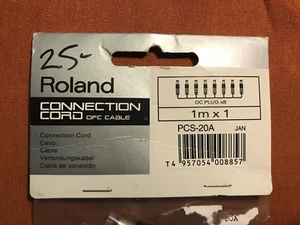 25-
Roland
CONNECTION
CORD OFC CABLE
Connection Cord
Cavo
Câble
Verbindungskabel
Cable de conexión
DC PLUG x8
1m x 1
PCS-20A
JAN
T 4 957054 008857